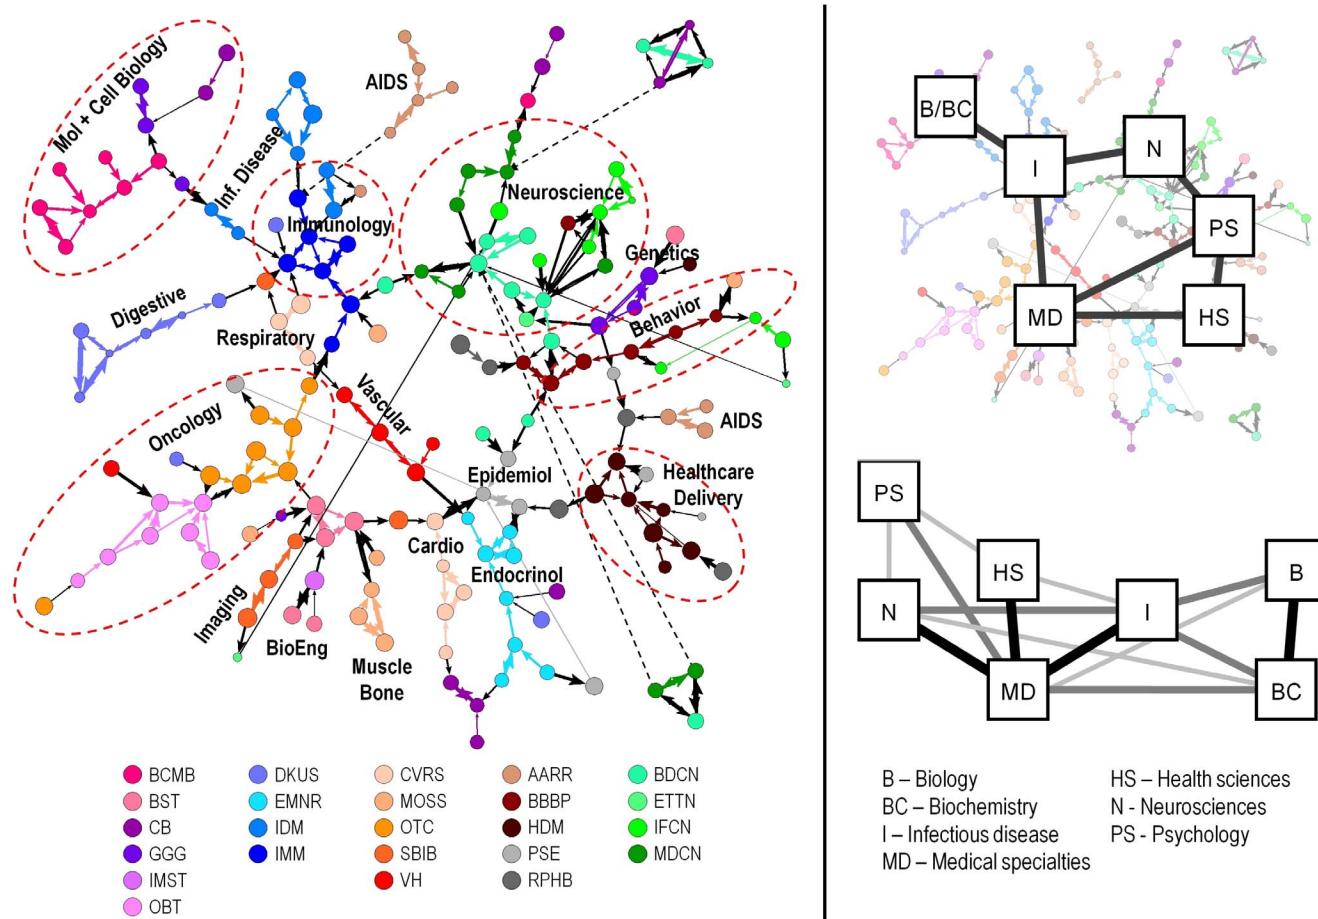 Mol + Cell Biology
Inf. Disease
AIDS
Immunology
Neuroscience
Genetics
Behavior
Digestive
Respiratory
Vascular
Oncology
AIDS
Epidemiol
Healthcare
Delivery
Cardio
Endocrinol
Imaging
BioEng
Muscle
Bone
BCMB
BST
CB
GGG
IMST
OBT
DKUS
EMNR
IDM
IMM
CVRS
MOSS
OTC
SBIB
VH
AARR
BBBP
HDM
PSE
RPHB
BDCN
ETTN
IFCN
MDCN
B/BC
I
N
PS
MD
HS
PS
HS
B
N
I
MD
BC
B – Biology
BC – Biochemistry
I – Infectious disease
MD – Medical specialties
HS – Health sciences
N - Neurosciences
PS - Psychology